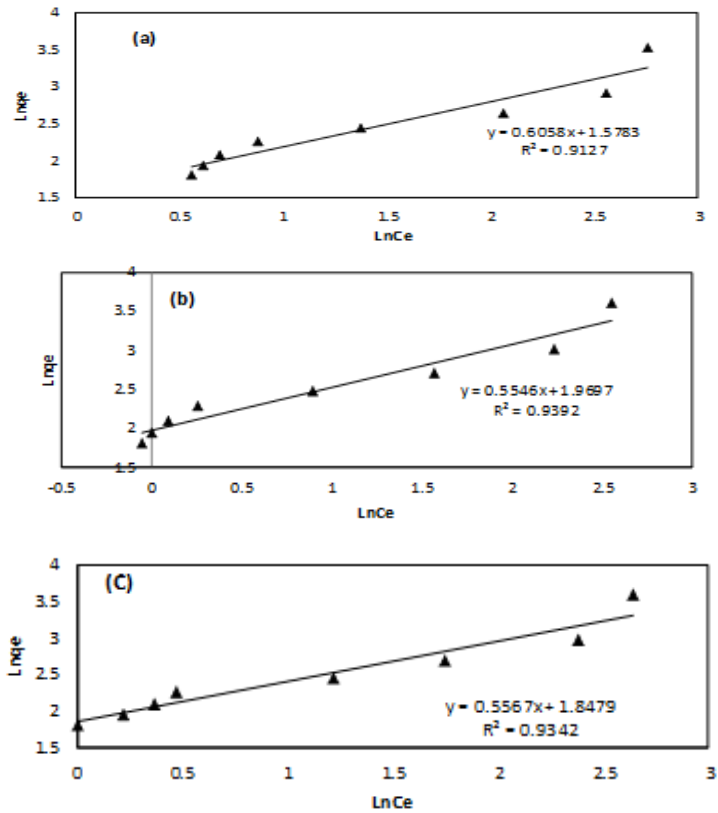 (a)
4
3.5
3
2.5
2
1.5
Lnqe
y = 0.6058x+1.5783
R² = 0.9127
0 0.5 1 1.5 2 2.5 3
LnCe
(b)
4
3.5
3
2.5
2
1.5
Lnqe
y = 0.5546x+1.9697
R² = 0.9392
-0.5 0 0.5 1 1.5 2 2.5 3
LnCe
(C)
4
3.5
3
2.5
2
1.5
Lnqe
y = 0.5567x+1.8479
R² = 0.9342
0 0.5 1 1.5 2 2.5 3
LnCe